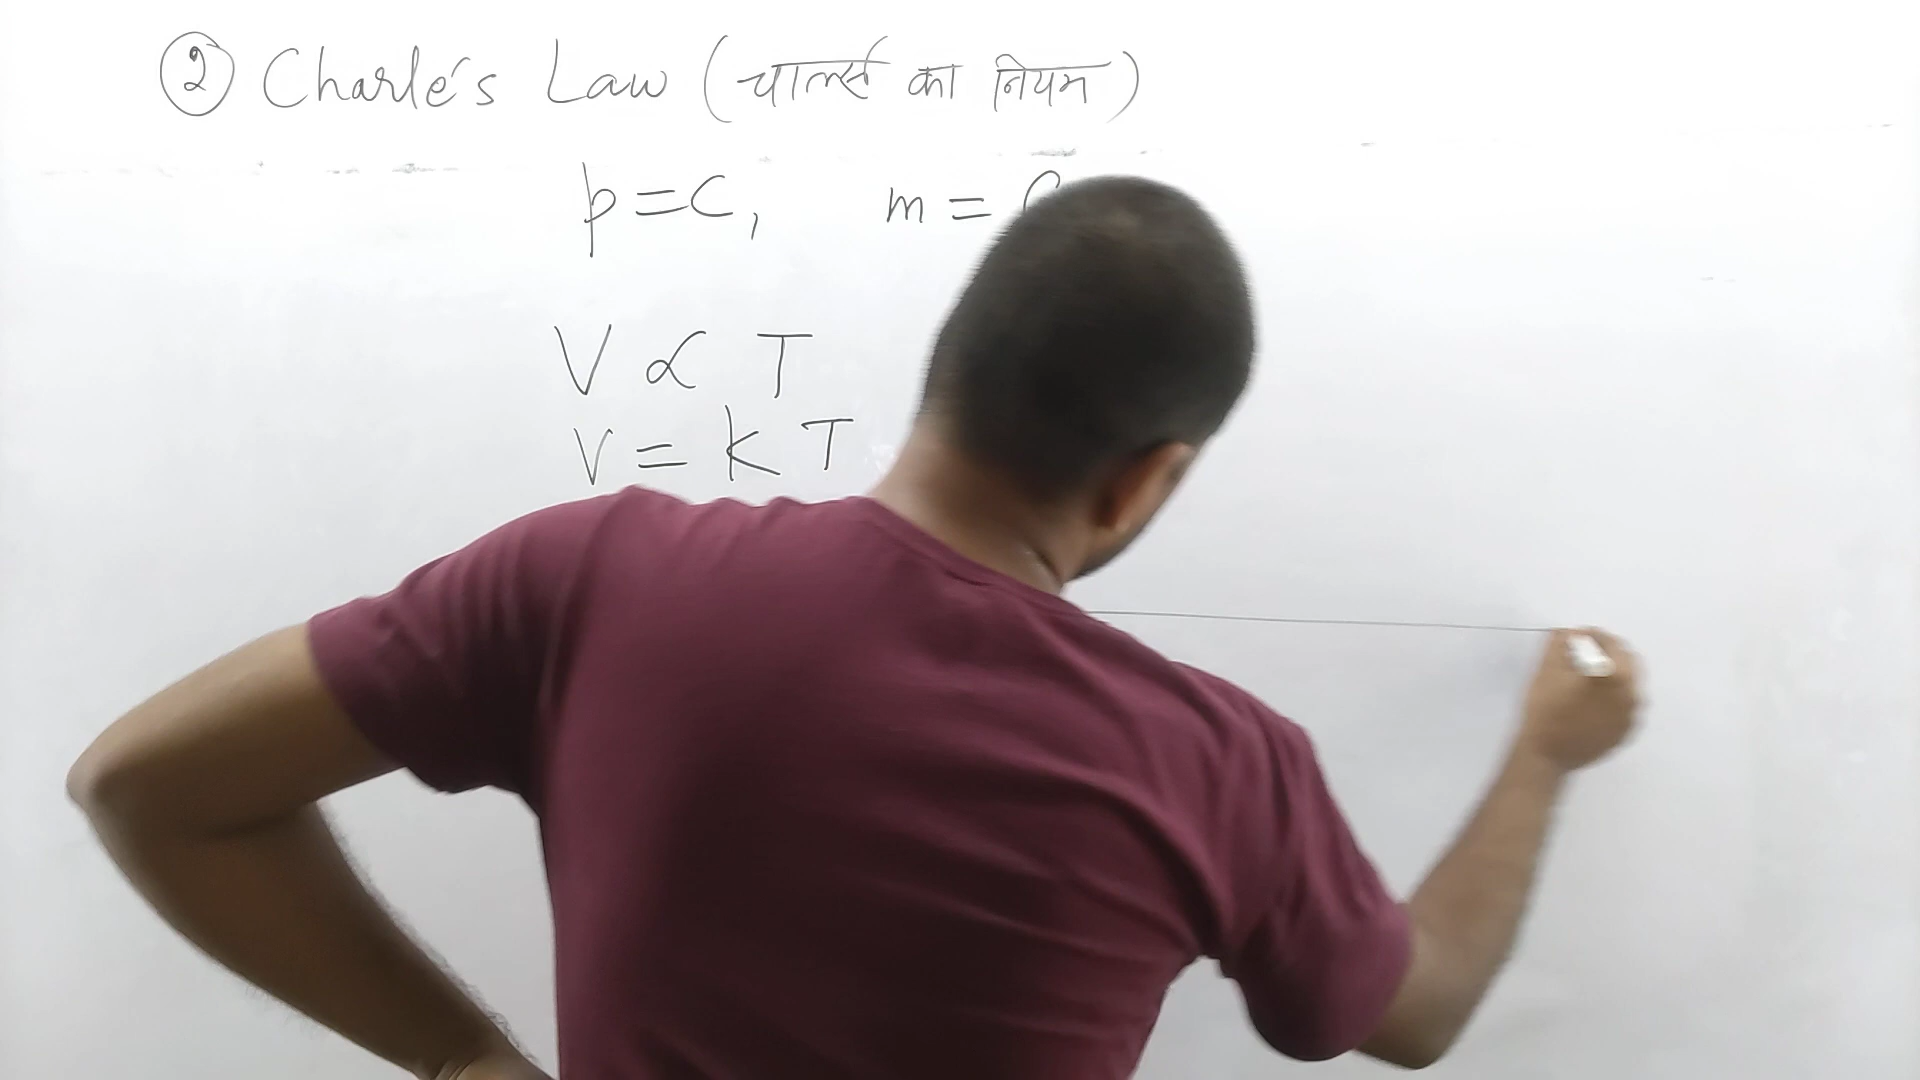 ② Charle's Law (चार्ल्स का नियम)
p = C, m =
V ∝ T
V = K T